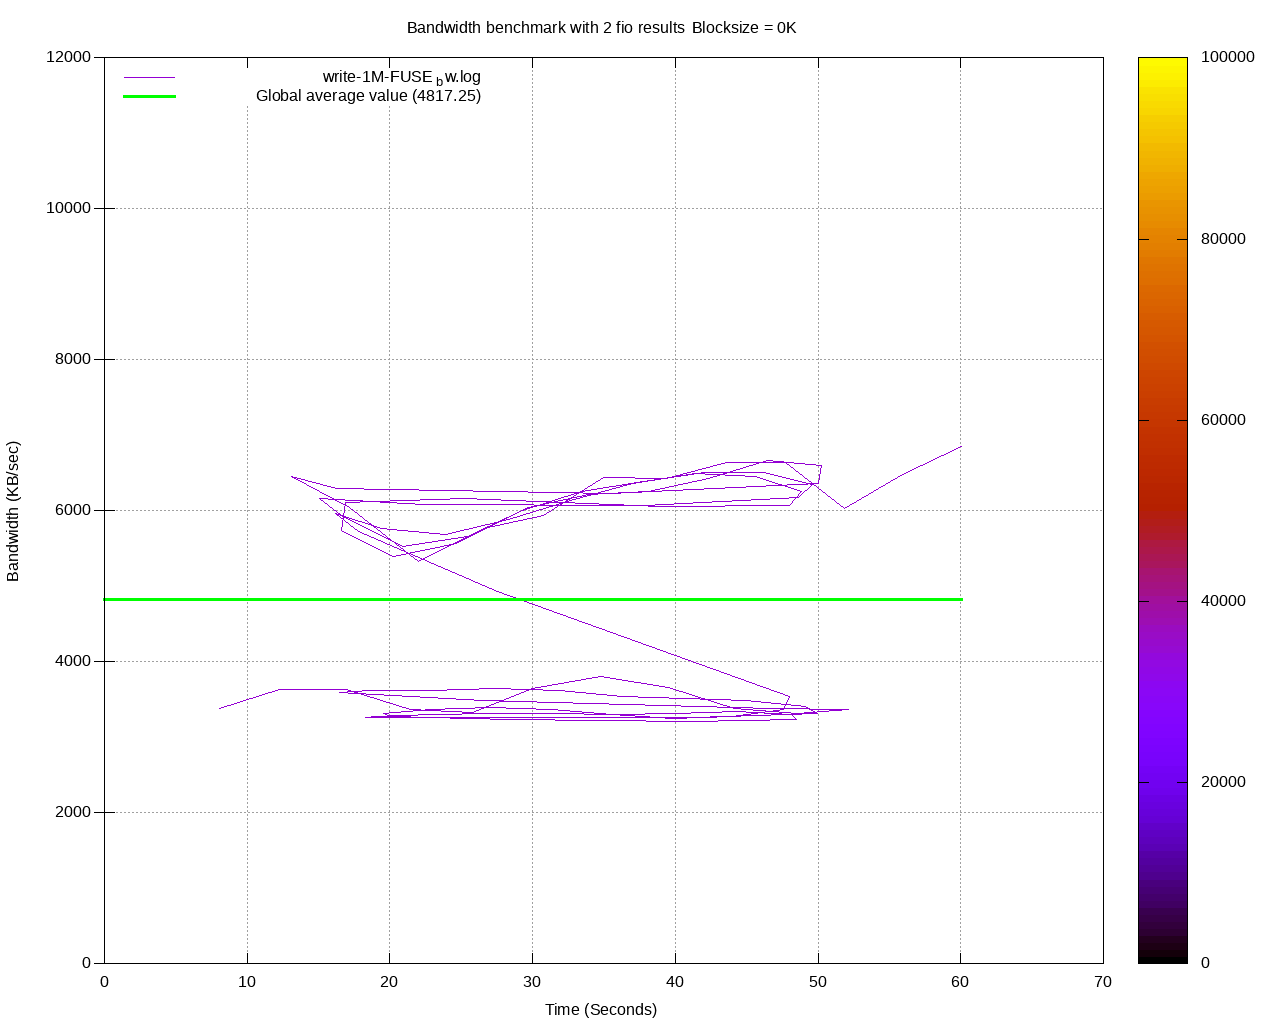 Bandwidth benchmark with 2 fio results Blocksize = 0K
write-1M-FUSE_bw.log
Global average value (4817.25)
12000
10000
8000
6000
4000
2000
0
Bandwidth (KB/sec)
0 10 20 30 40 50 60 70
Time (Seconds)
100000
80000
60000
40000
20000
0